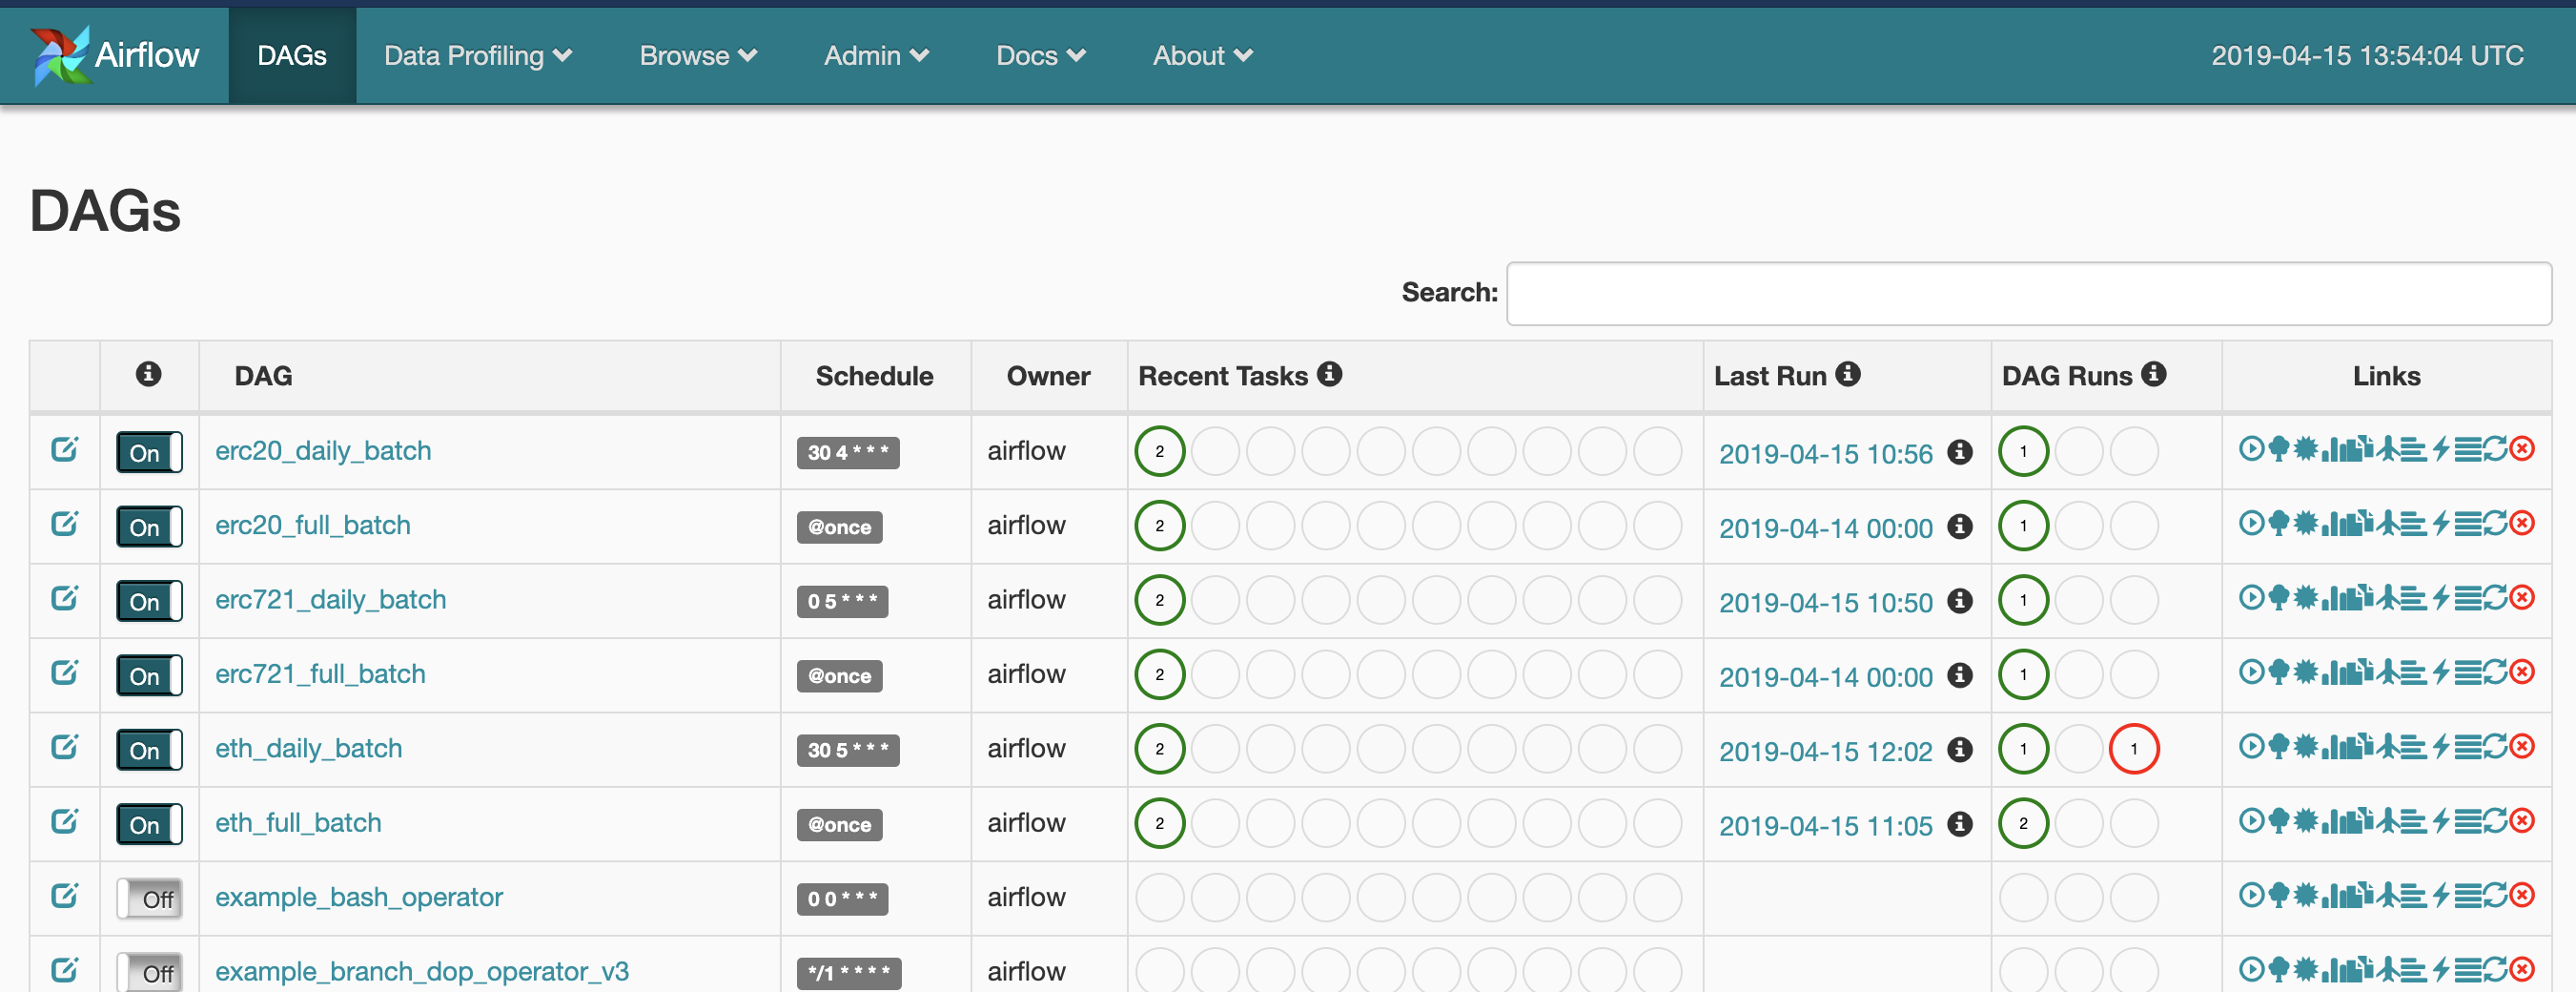 Airflow DAGs Data Profiling Browse Admin Docs About 2019-04-15 13:54:04 UTC
DAGs
Search:
DAG Schedule Owner Recent Tasks Last Run DAG Runs Links
On erc20_daily_batch 30 4 * * * airflow 2 2019-04-15 10:56 1
On erc20_full_batch @once airflow 2 2019-04-14 00:00 1
On erc721_daily_batch 0 5 * * * airflow 2 2019-04-15 10:50 1
On erc721_full_batch @once airflow 2 2019-04-14 00:00 1
On eth_daily_batch 30 5 * * * airflow 2 2019-04-15 12:02 1 1
On eth_full_batch @once airflow 2 2019-04-15 11:05 2
Off example_bash_operator 0 0 * * * airflow
Off example_branch_dop_operator_v3 */1 * * * * airflow